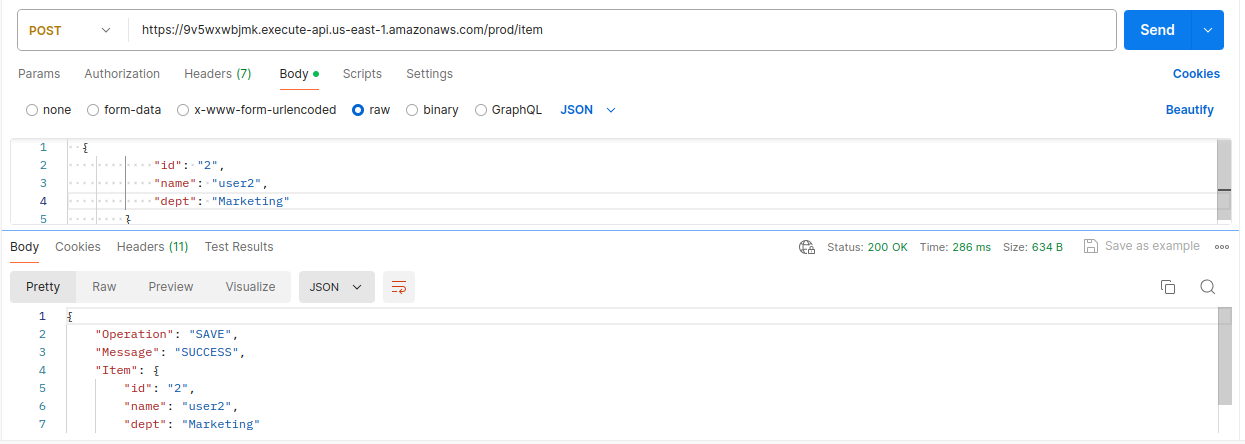 POST https://9v5wxwbjmk.execute-api.us-east-1.amazonaws.com/prod/item Send
Params Authorization Headers (7) Body Scripts Settings Cookies
none form-data x-www-form-urlencoded raw binary GraphQL JSON Beautify
1 {
2 "id": "2",
3 "name": "user2",
4 "dept": "Marketing"
5 }
Body Cookies Headers (11) Test Results Status: 200 OK Time: 286 ms Size: 634 B Save as example
Pretty Raw Preview Visualize JSON
1 {
2 "Operation": "SAVE",
3 "Message": "SUCCESS",
4 "Item": {
5 "id": "2",
6 "name": "user2",
7 "dept": "Marketing"